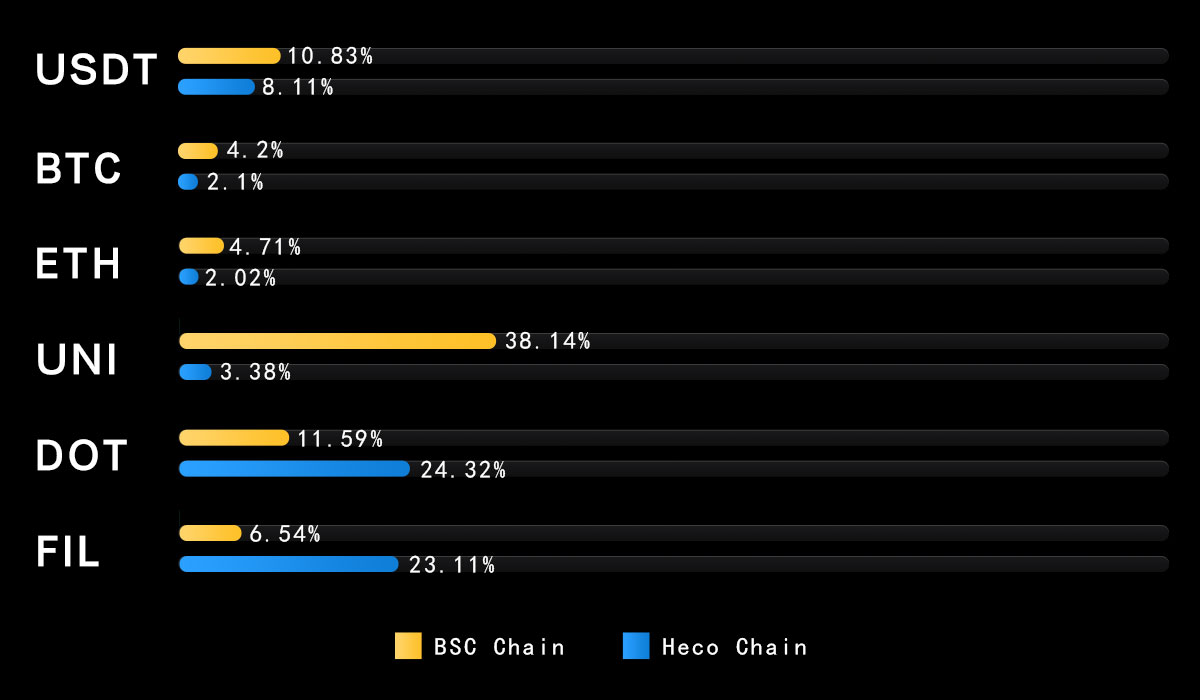 USDT
10.83%
8.11%
BTC
4.2%
2.1%
ETH
4.71%
2.02%
UNI
38.14%
3.38%
DOT
11.59%
24.32%
FIL
6.54%
23.11%
BSC Chain
Heco Chain